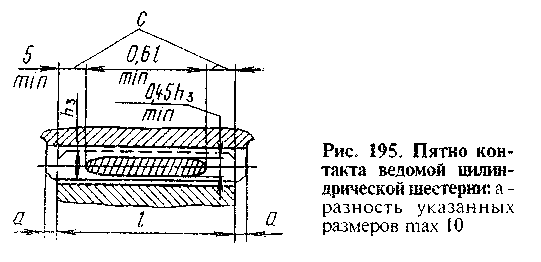 C
5 0,6l
min min 0,45h₃
min
h₃
a l a
Рис. 195. Пятно кон-
такта ведомой цилин-
дрической шестерни: а -
разность указанных
размеров max 10